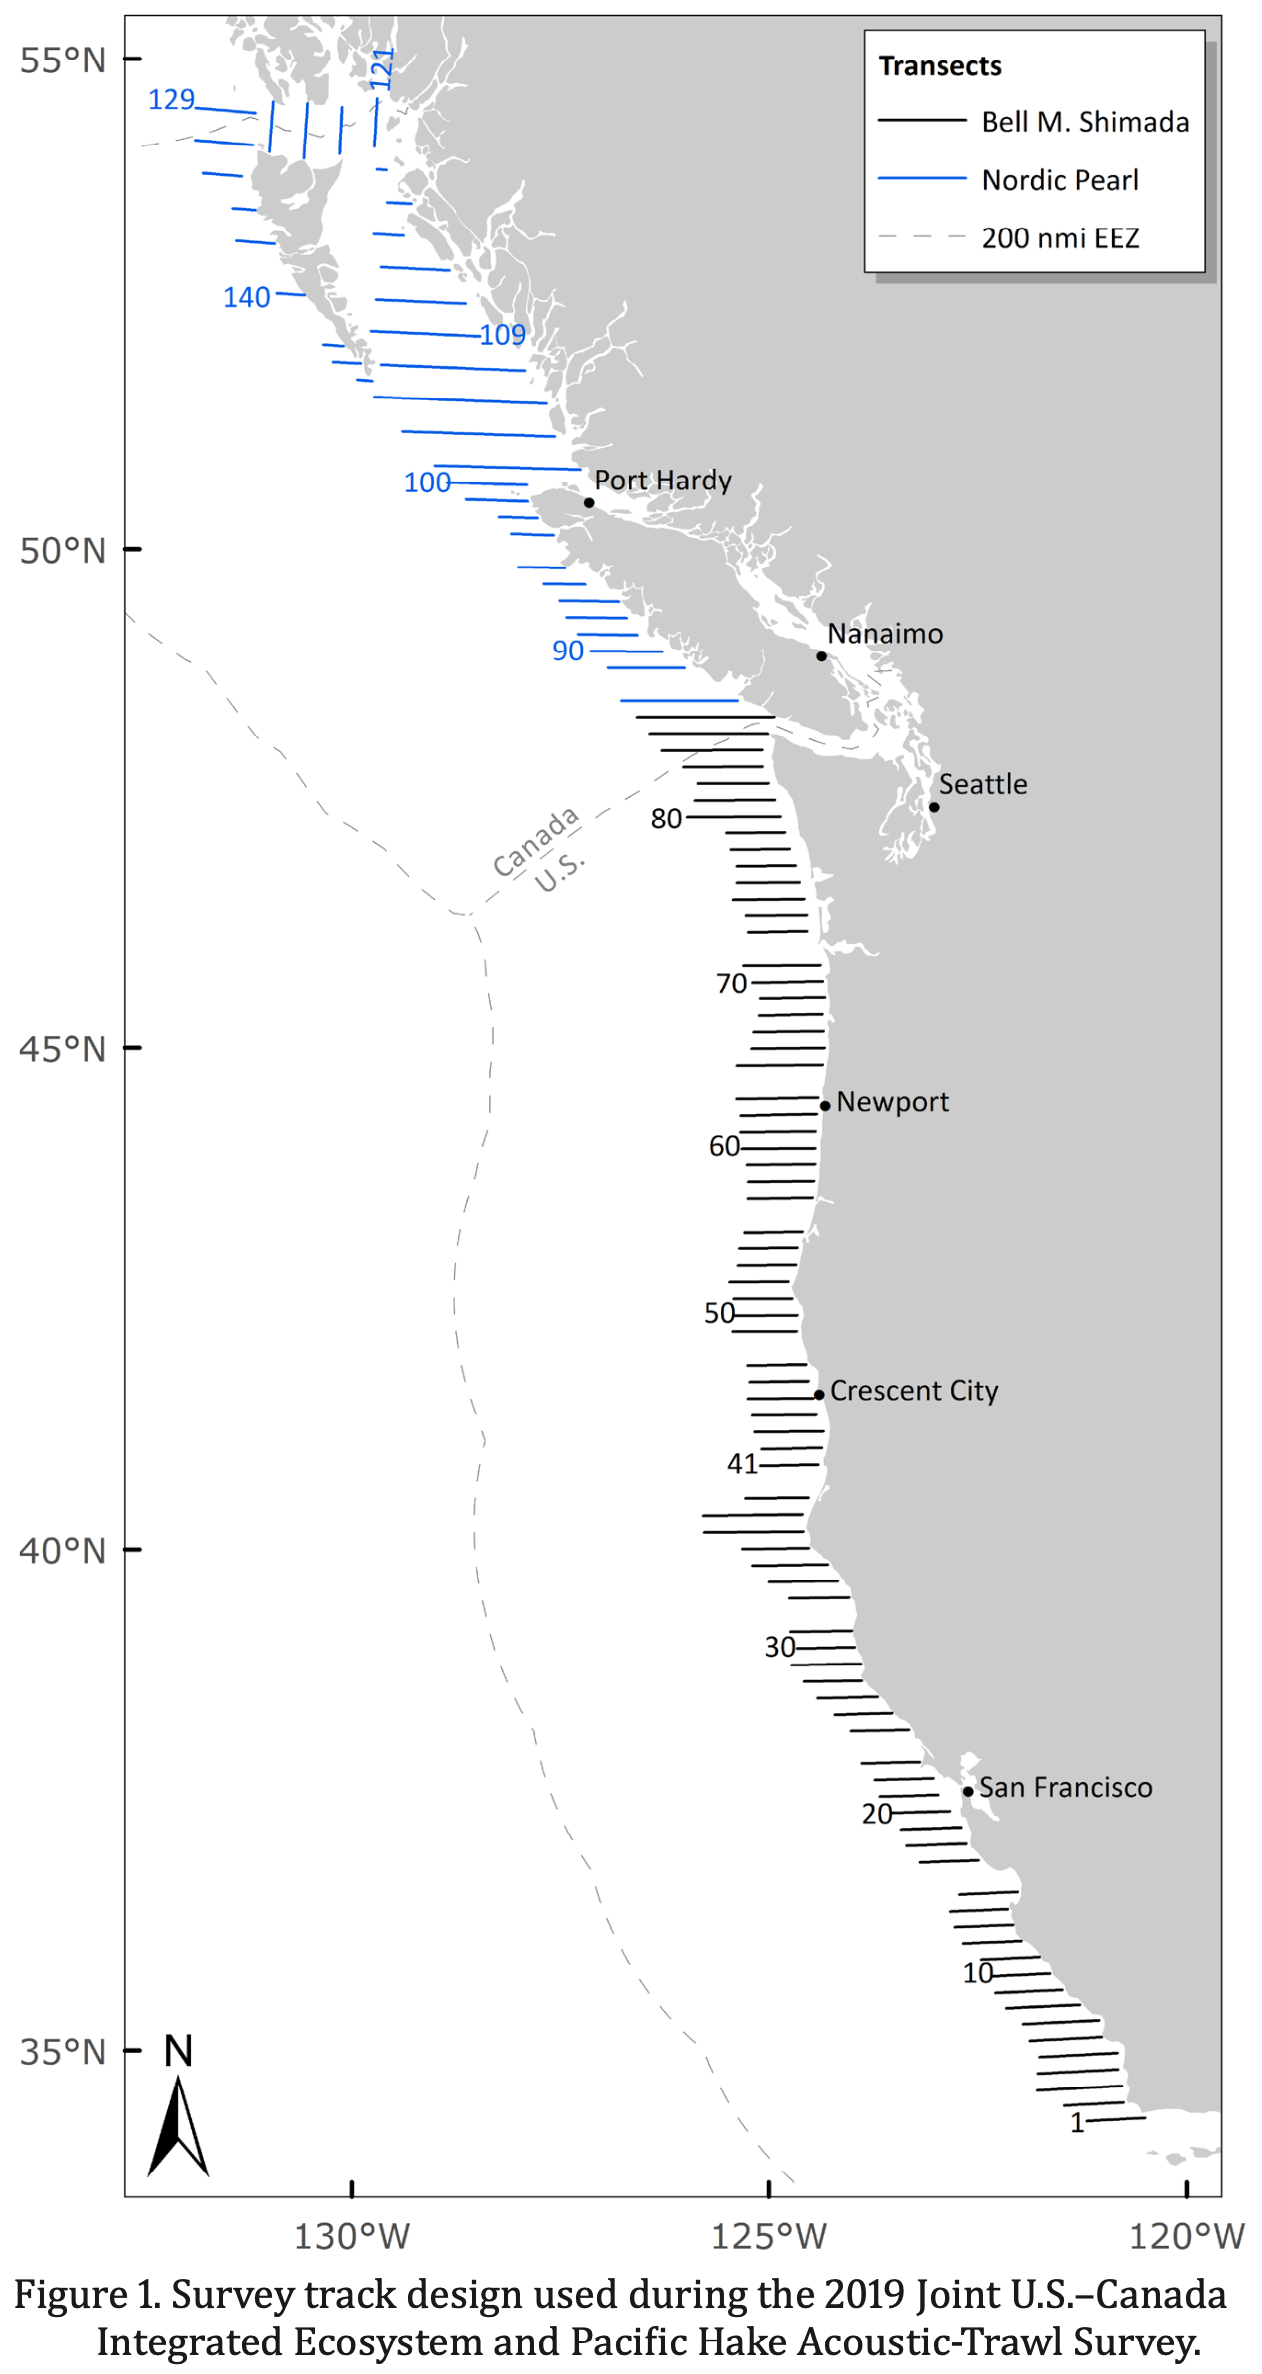 55°N
50°N
45°N
40°N
35°N
130°W
125°W
120°W
Transects
Bell M. Shimada
Nordic Pearl
200 nmi EEZ
129
121
140
109
100
Port Hardy
90
Nanaimo
Seattle
80
Canada
U.S.
70
Newport
60
50
Crescent City
41
30
San Francisco
20
10
1
N
Figure 1. Survey track design used during the 2019 Joint U.S.–Canada
Integrated Ecosystem and Pacific Hake Acoustic-Trawl Survey.